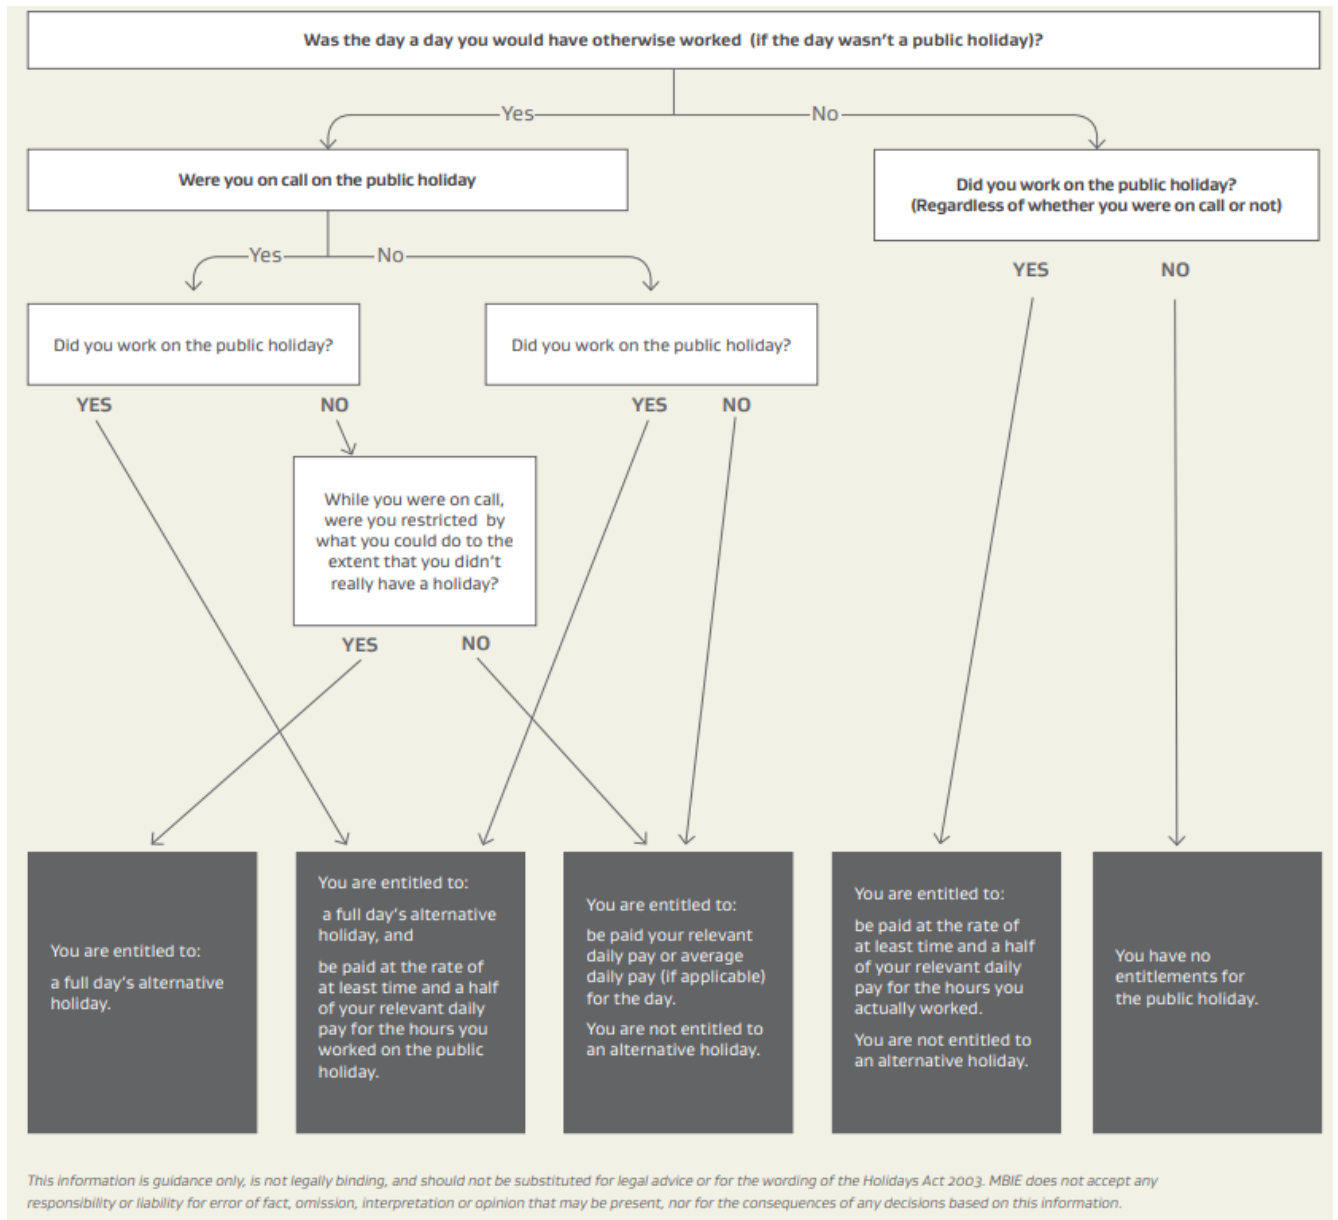 Was the day a day you would have otherwise worked (if the day wasn't a public holiday)?
Yes
No
Were you on call on the public holiday
Did you work on the public holiday?
(Regardless of whether you were on call or not)
Yes
No
YES
NO
Did you work on the public holiday?
Did you work on the public holiday?
YES
NO
YES
NO
While you were on call,
were you restricted by
what you could do to the
extent that you didn't
really have a holiday?
YES
NO
You are entitled to:
a full day's alternative
holiday.
You are entitled to:
a full day's alternative
holiday, and
be paid at the rate of
at least time and a half
of your relevant daily
pay for the hours you
worked on the public
holiday.
You are entitled to:
be paid your relevant
daily pay or average
daily pay (if applicable)
for the day.
You are not entitled to
an alternative holiday.
You are entitled to:
be paid at the rate of
at least time and a half
of your relevant daily
pay for the hours you
actually worked.
You are not entitled to
an alternative holiday.
You have no
entitlements for
the public holiday.
This information is guidance only, is not legally binding, and should not be substituted for legal advice or for the wording of the Holidays Act 2003. MBIE does not accept any
responsibility or liability for error of fact, omission, interpretation or opinion that may be present, nor for the consequences of any decisions based on this information.